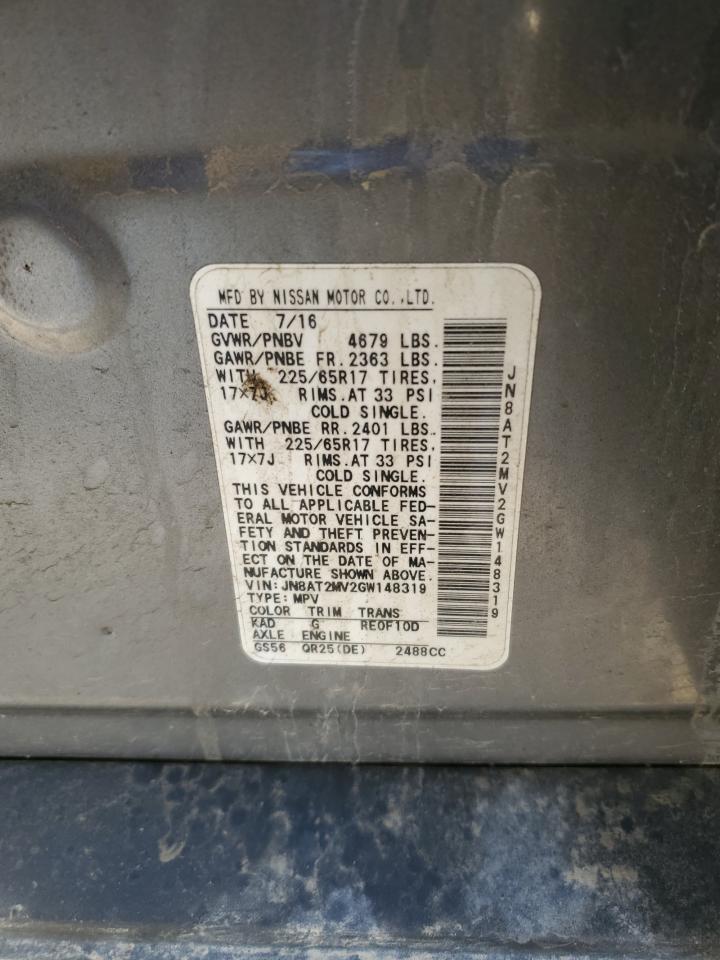 MFD BY NISSAN MOTOR CO.,LTD.
DATE 7/16
GVWR/PNBV 4679 LBS.
GAWR/PNBE FR. 2363 LBS.
WITH 225/65R17 TIRES,
17×7J RIMS.AT 33 PSI
COLD SINGLE.
GAWR/PNBE RR. 2401 LBS.
WITH 225/65R17 TIRES,
17×7J RIMS.AT 33 PSI
COLD SINGLE.
THIS VEHICLE CONFORMS
TO ALL APPLICABLE FED-
ERAL MOTOR VEHICLE SA-
FETY AND THEFT PREVEN-
TION STANDARDS IN EFF-
ECT ON THE DATE OF MA-
NUFACTURE SHOWN ABOVE.
VIN:JN8AT2MV2GW148319
TYPE:MPV
COLOR TRIM TRANS
KAD G RE0F10D
AXLE ENGINE
GS56 QR25(DE) 2488CC
JN8AT2MV2GW148319